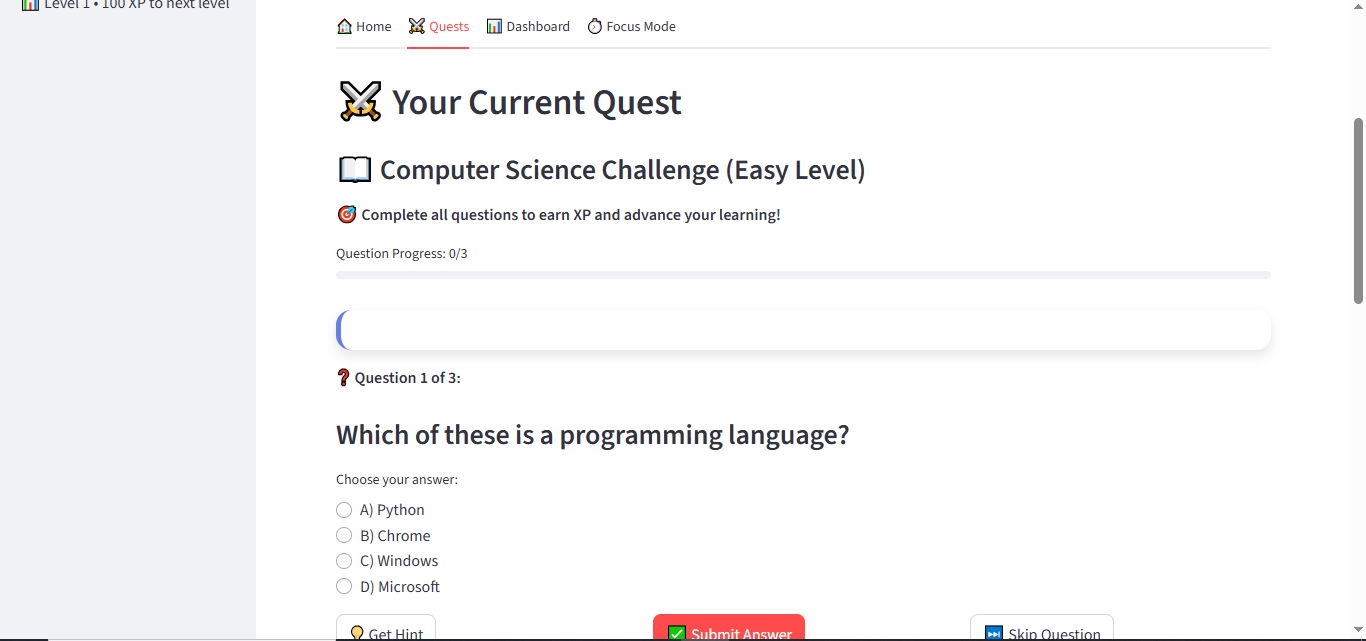 Level 1 • 100 XP to next level
Home Quests Dashboard Focus Mode
Your Current Quest
Computer Science Challenge (Easy Level)
Complete all questions to earn XP and advance your learning!
Question Progress: 0/3
Question 1 of 3:
Which of these is a programming language?
Choose your answer:
A) Python
B) Chrome
C) Windows
D) Microsoft
Get Hint Submit Answer Skip Question